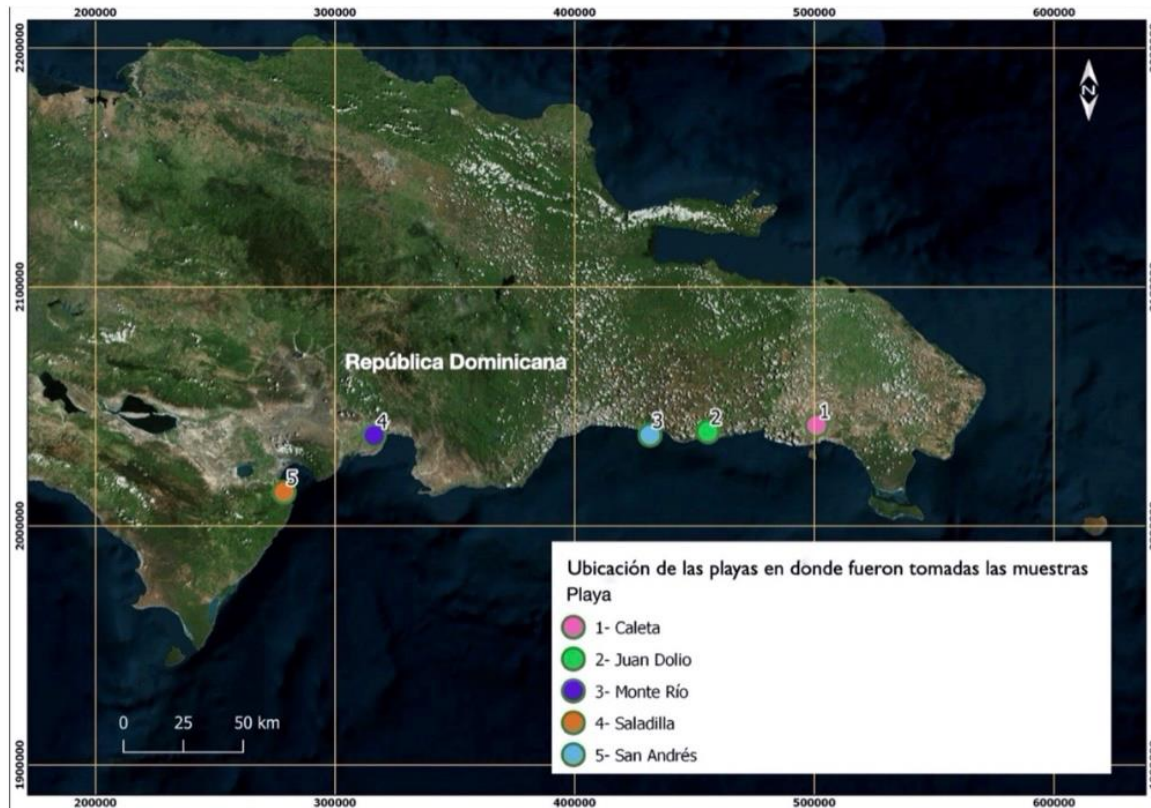 200000 300000 400000 500000 600000
2200000
N
2100000
República Dominicana
1
2
3
4
5
2000000
Ubicación de las playas en donde fueron tomadas las muestras
Playa
1- Caleta
2- Juan Dolio
3- Monte Río
4- Saladilla
5- San Andrés
0 25 50 km
1900000
200000 300000 400000 500000 600000